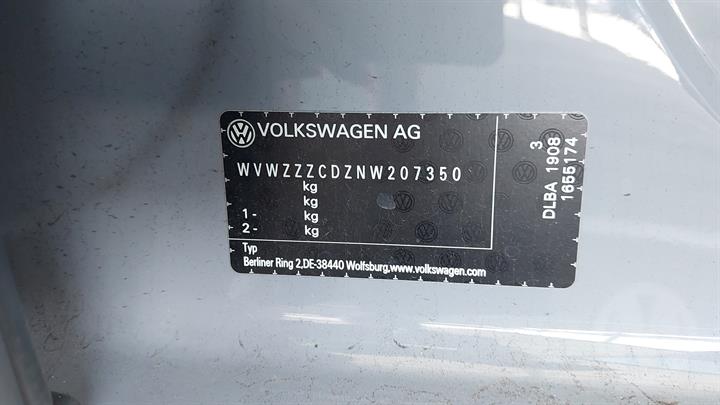 VOLKSWAGEN AG
WVWZZZCDZNW207350
kg
kg
1 - kg
2 - kg
Typ
Berliner Ring 2,DE-38440 Wolfsburg,www.volkswagen.com
3
DLBA 1908
1655174